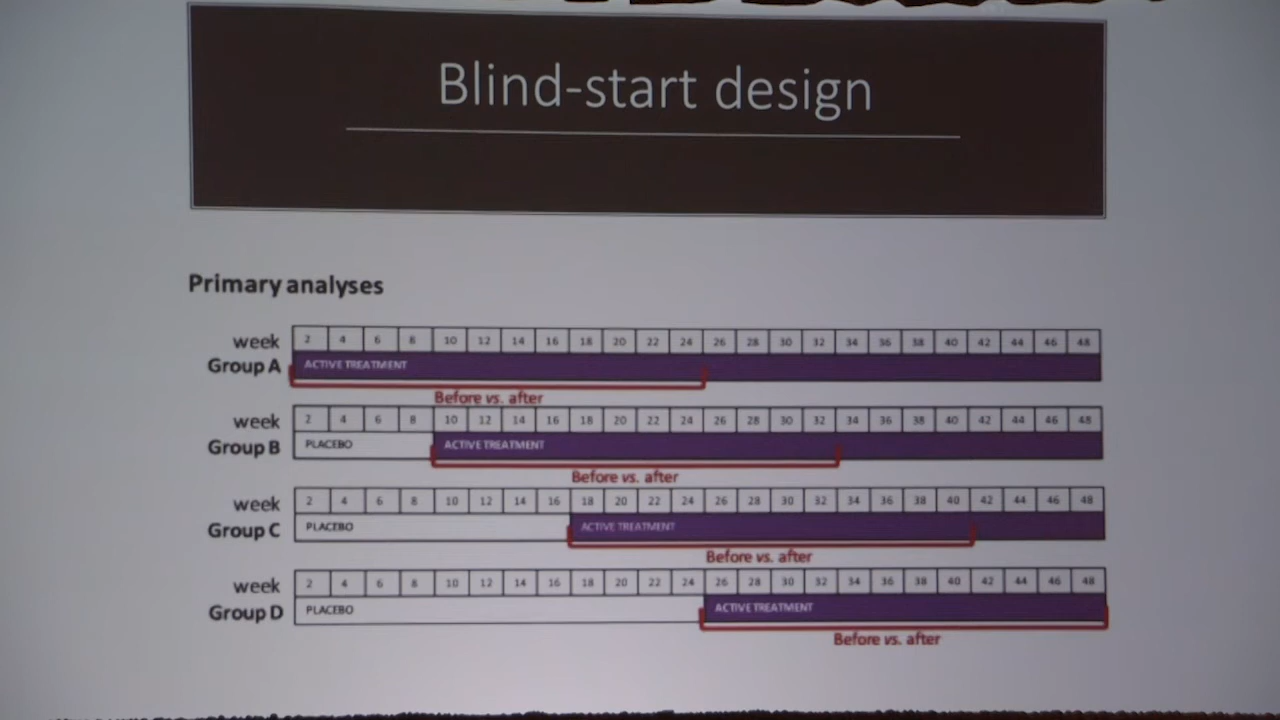 Blind-start design
Primary analyses
week 2 4 6 8 10 12 14 16 18 20 22 24 26 28 30 32 34 36 38 40 42 44 46 48
Group A ACTIVE TREATMENT
Before vs. after
week 2 4 6 8 10 12 14 16 18 20 22 24 26 28 30 32 34 36 38 40 42 44 46 48
Group B PLACEBO ACTIVE TREATMENT
Before vs. after
week 2 4 6 8 10 12 14 16 18 20 22 24 26 28 30 32 34 36 38 40 42 44 46 48
Group C PLACEBO ACTIVE TREATMENT
Before vs. after
week 2 4 6 8 10 12 14 16 18 20 22 24 26 28 30 32 34 36 38 40 42 44 46 48
Group D PLACEBO ACTIVE TREATMENT
Before vs. after